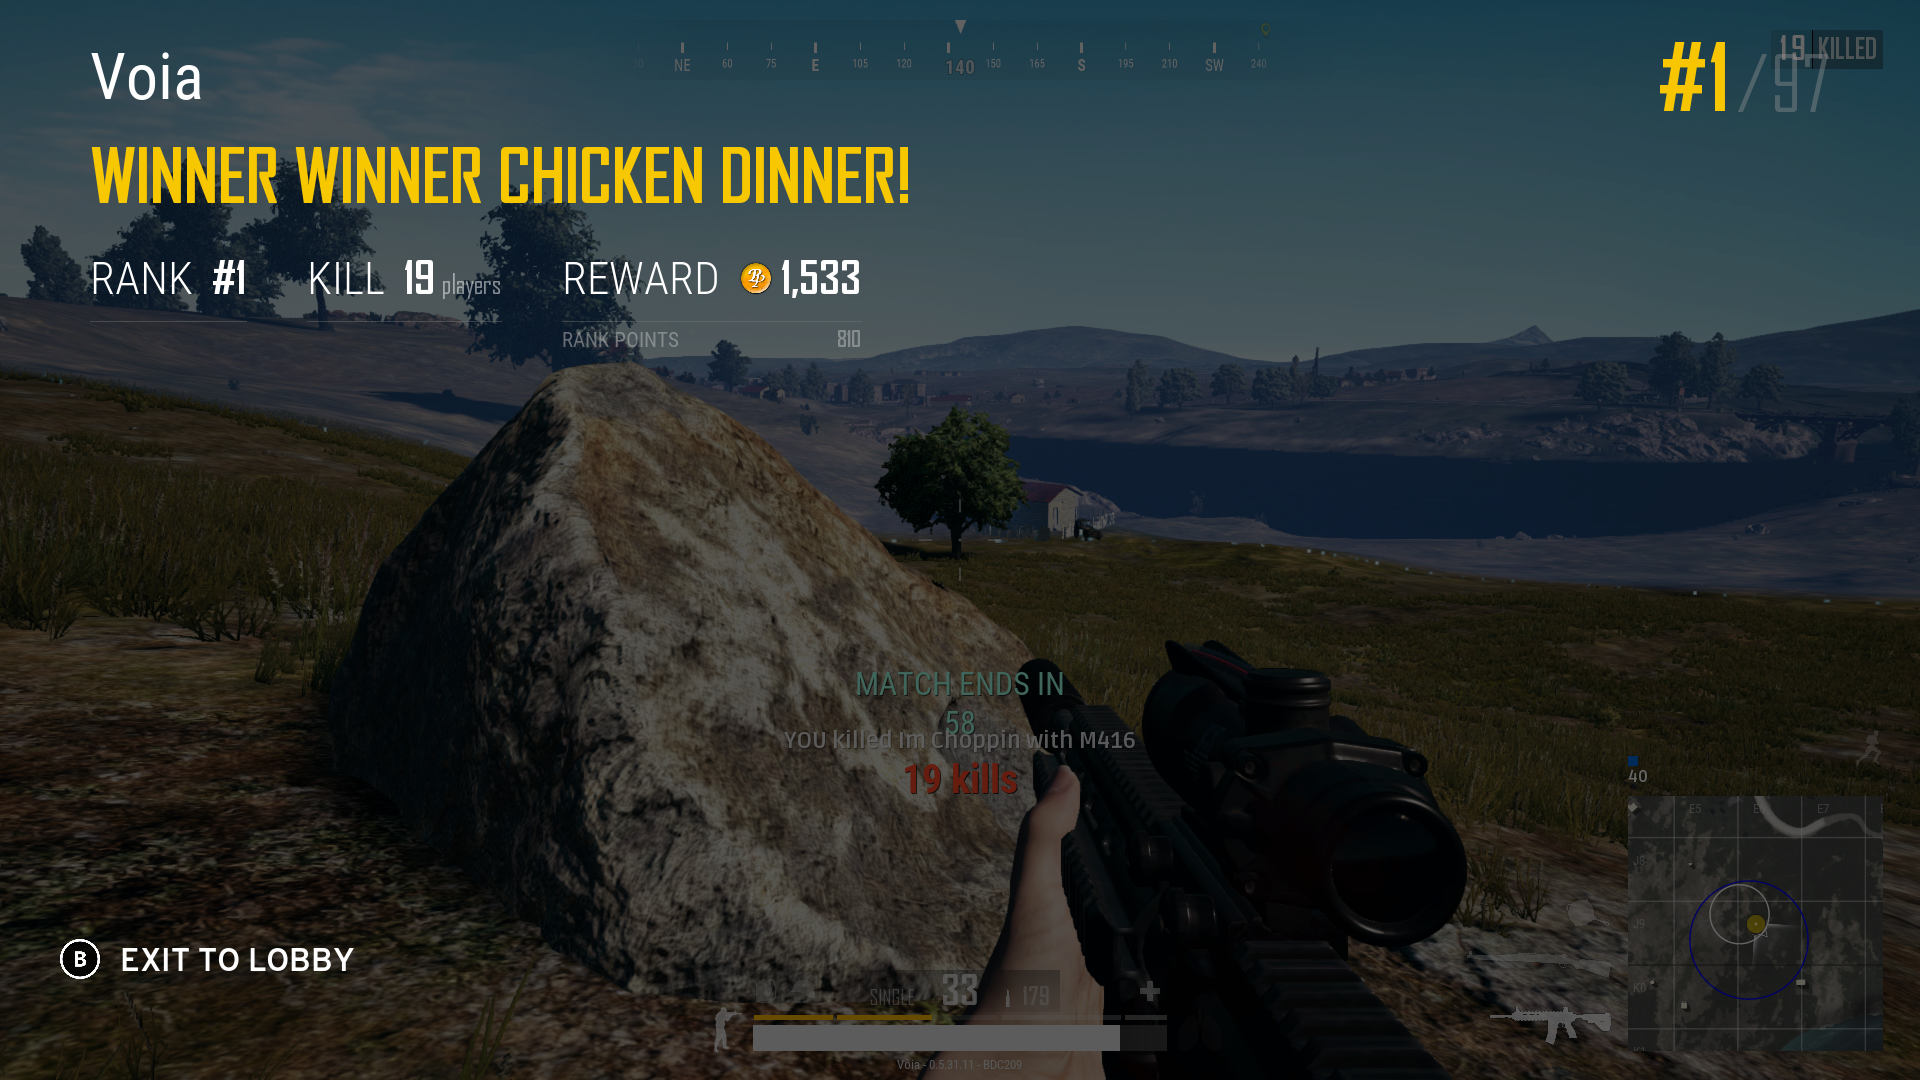 NE 60 75 E 105 120 140 150 165 S 195 210 SW 240
Voia
#1/97
19 KILLED
WINNER WINNER CHICKEN DINNER!
RANK #1 KILL 19 players REWARD 1,533
RANK POINTS 810
MATCH ENDS IN
58
YOU killed Im Choppin with M416
19 kills
40
E5 E E7
J8
J9
K0
B EXIT TO LOBBY
SINGLE 33 179
Voia - 0.5.31.11 - BDC209